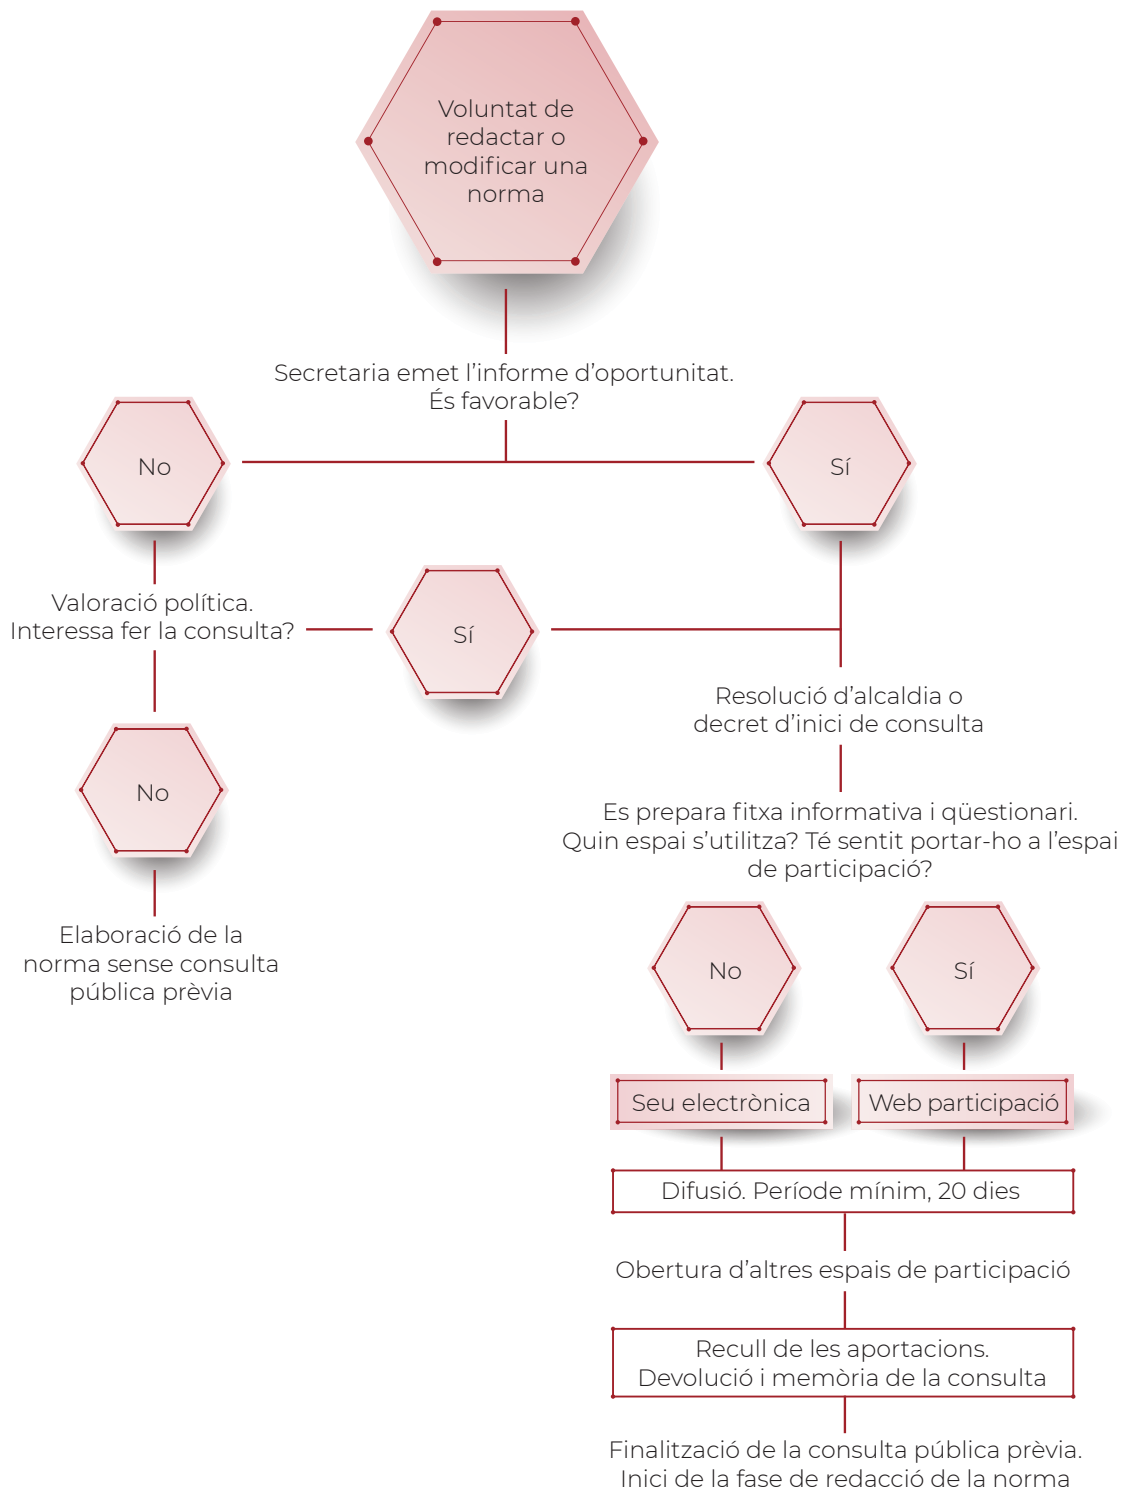 Voluntat de
redactar o
modificar una
norma
Secretaria emet l'informe d'oportunitat.
És favorable?
No
Sí
Valoració política.
Interessa fer la consulta?
Sí
Resolució d'alcaldia o
decret d'inici de consulta
No
Es prepara fitxa informativa i qüestionari.
Quin espai s'utilitza? Té sentit portar-ho a l'espai
de participació?
Elaboració de la
norma sense consulta
pública prèvia
No
Sí
Seu electrònica
Web participació
Difusió. Període mínim, 20 dies
Obertura d'altres espais de participació
Recull de les aportacions.
Devolució i memòria de la consulta
Finalització de la consulta pública prèvia.
Inici de la fase de redacció de la norma